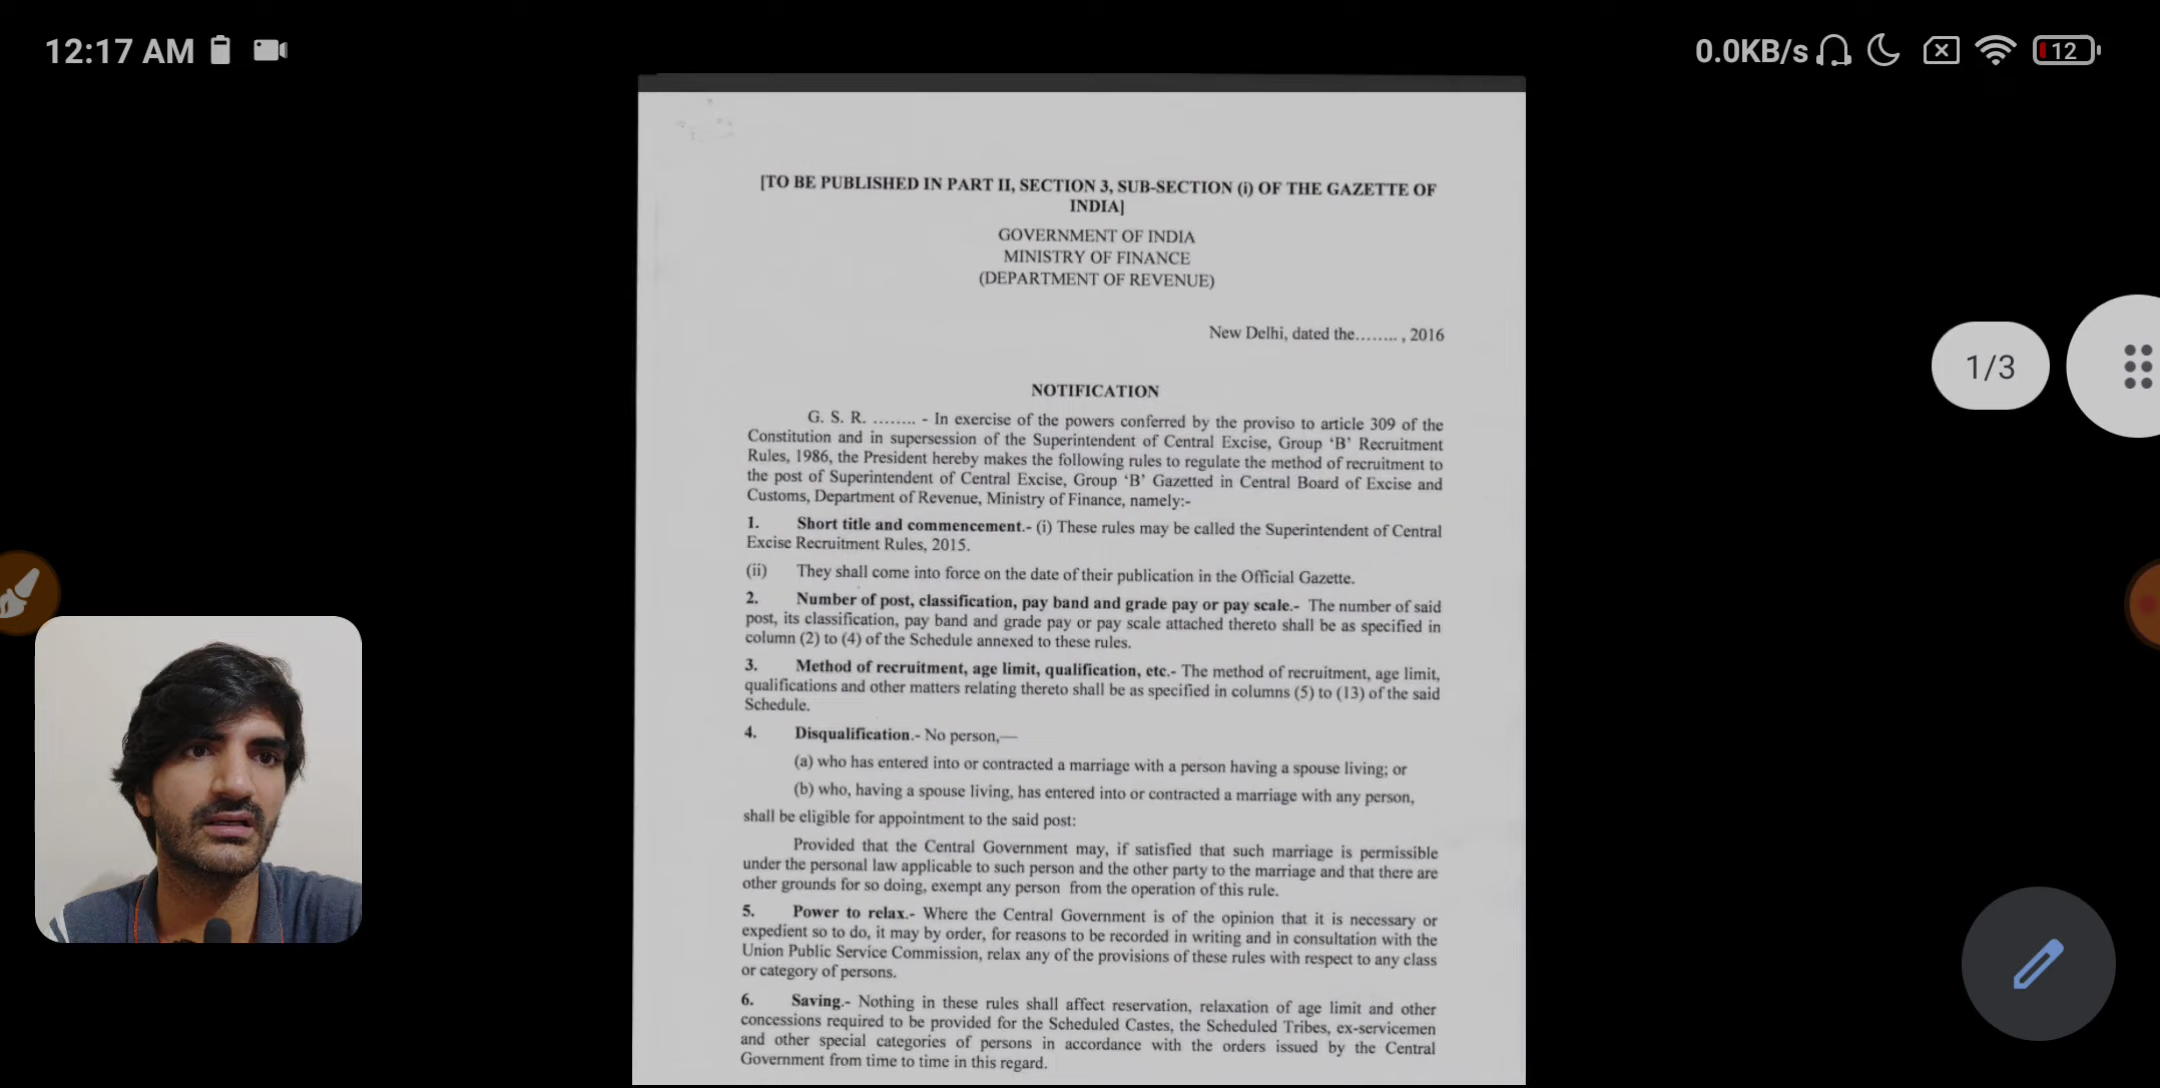 12:17 AM
0.0KB/s
12
[TO BE PUBLISHED IN PART II, SECTION 3, SUB-SECTION (i) OF THE GAZETTE OF
INDIA]
GOVERNMENT OF INDIA
MINISTRY OF FINANCE
(DEPARTMENT OF REVENUE)
New Delhi, dated the........ , 2016
1/3
NOTIFICATION
G. S. R. ........ - In exercise of the powers conferred by the proviso to article 309 of the
Constitution and in supersession of the Superintendent of Central Excise, Group ‘B’ Recruitment
Rules, 1986, the President hereby makes the following rules to regulate the method of recruitment to
the post of Superintendent of Central Excise, Group ‘B’ Gazetted in Central Board of Excise and
Customs, Department of Revenue, Ministry of Finance, namely:-
1. Short title and commencement.- (i) These rules may be called the Superintendent of Central
Excise Recruitment Rules, 2015.
(ii) They shall come into force on the date of their publication in the Official Gazette.
2. Number of post, classification, pay band and grade pay or pay scale.- The number of said
post, its classification, pay band and grade pay or pay scale attached thereto shall be as specified in
column (2) to (4) of the Schedule annexed to these rules.
3. Method of recruitment, age limit, qualification, etc.- The method of recruitment, age limit,
qualifications and other matters relating thereto shall be as specified in columns (5) to (13) of the said
Schedule.
4. Disqualification.- No person,—
(a) who has entered into or contracted a marriage with a person having a spouse living; or
(b) who, having a spouse living, has entered into or contracted a marriage with any person,
shall be eligible for appointment to the said post:
Provided that the Central Government may, if satisfied that such marriage is permissible
under the personal law applicable to such person and the other party to the marriage and that there are
other grounds for so doing, exempt any person from the operation of this rule.
5. Power to relax.- Where the Central Government is of the opinion that it is necessary or
expedient so to do, it may by order, for reasons to be recorded in writing and in consultation with the
Union Public Service Commission, relax any of the provisions of these rules with respect to any class
or category of persons.
6. Saving.- Nothing in these rules shall affect reservation, relaxation of age limit and other
concessions required to be provided for the Scheduled Castes, the Scheduled Tribes, ex-servicemen
and other special categories of persons in accordance with the orders issued by the Central
Government from time to time in this regard.